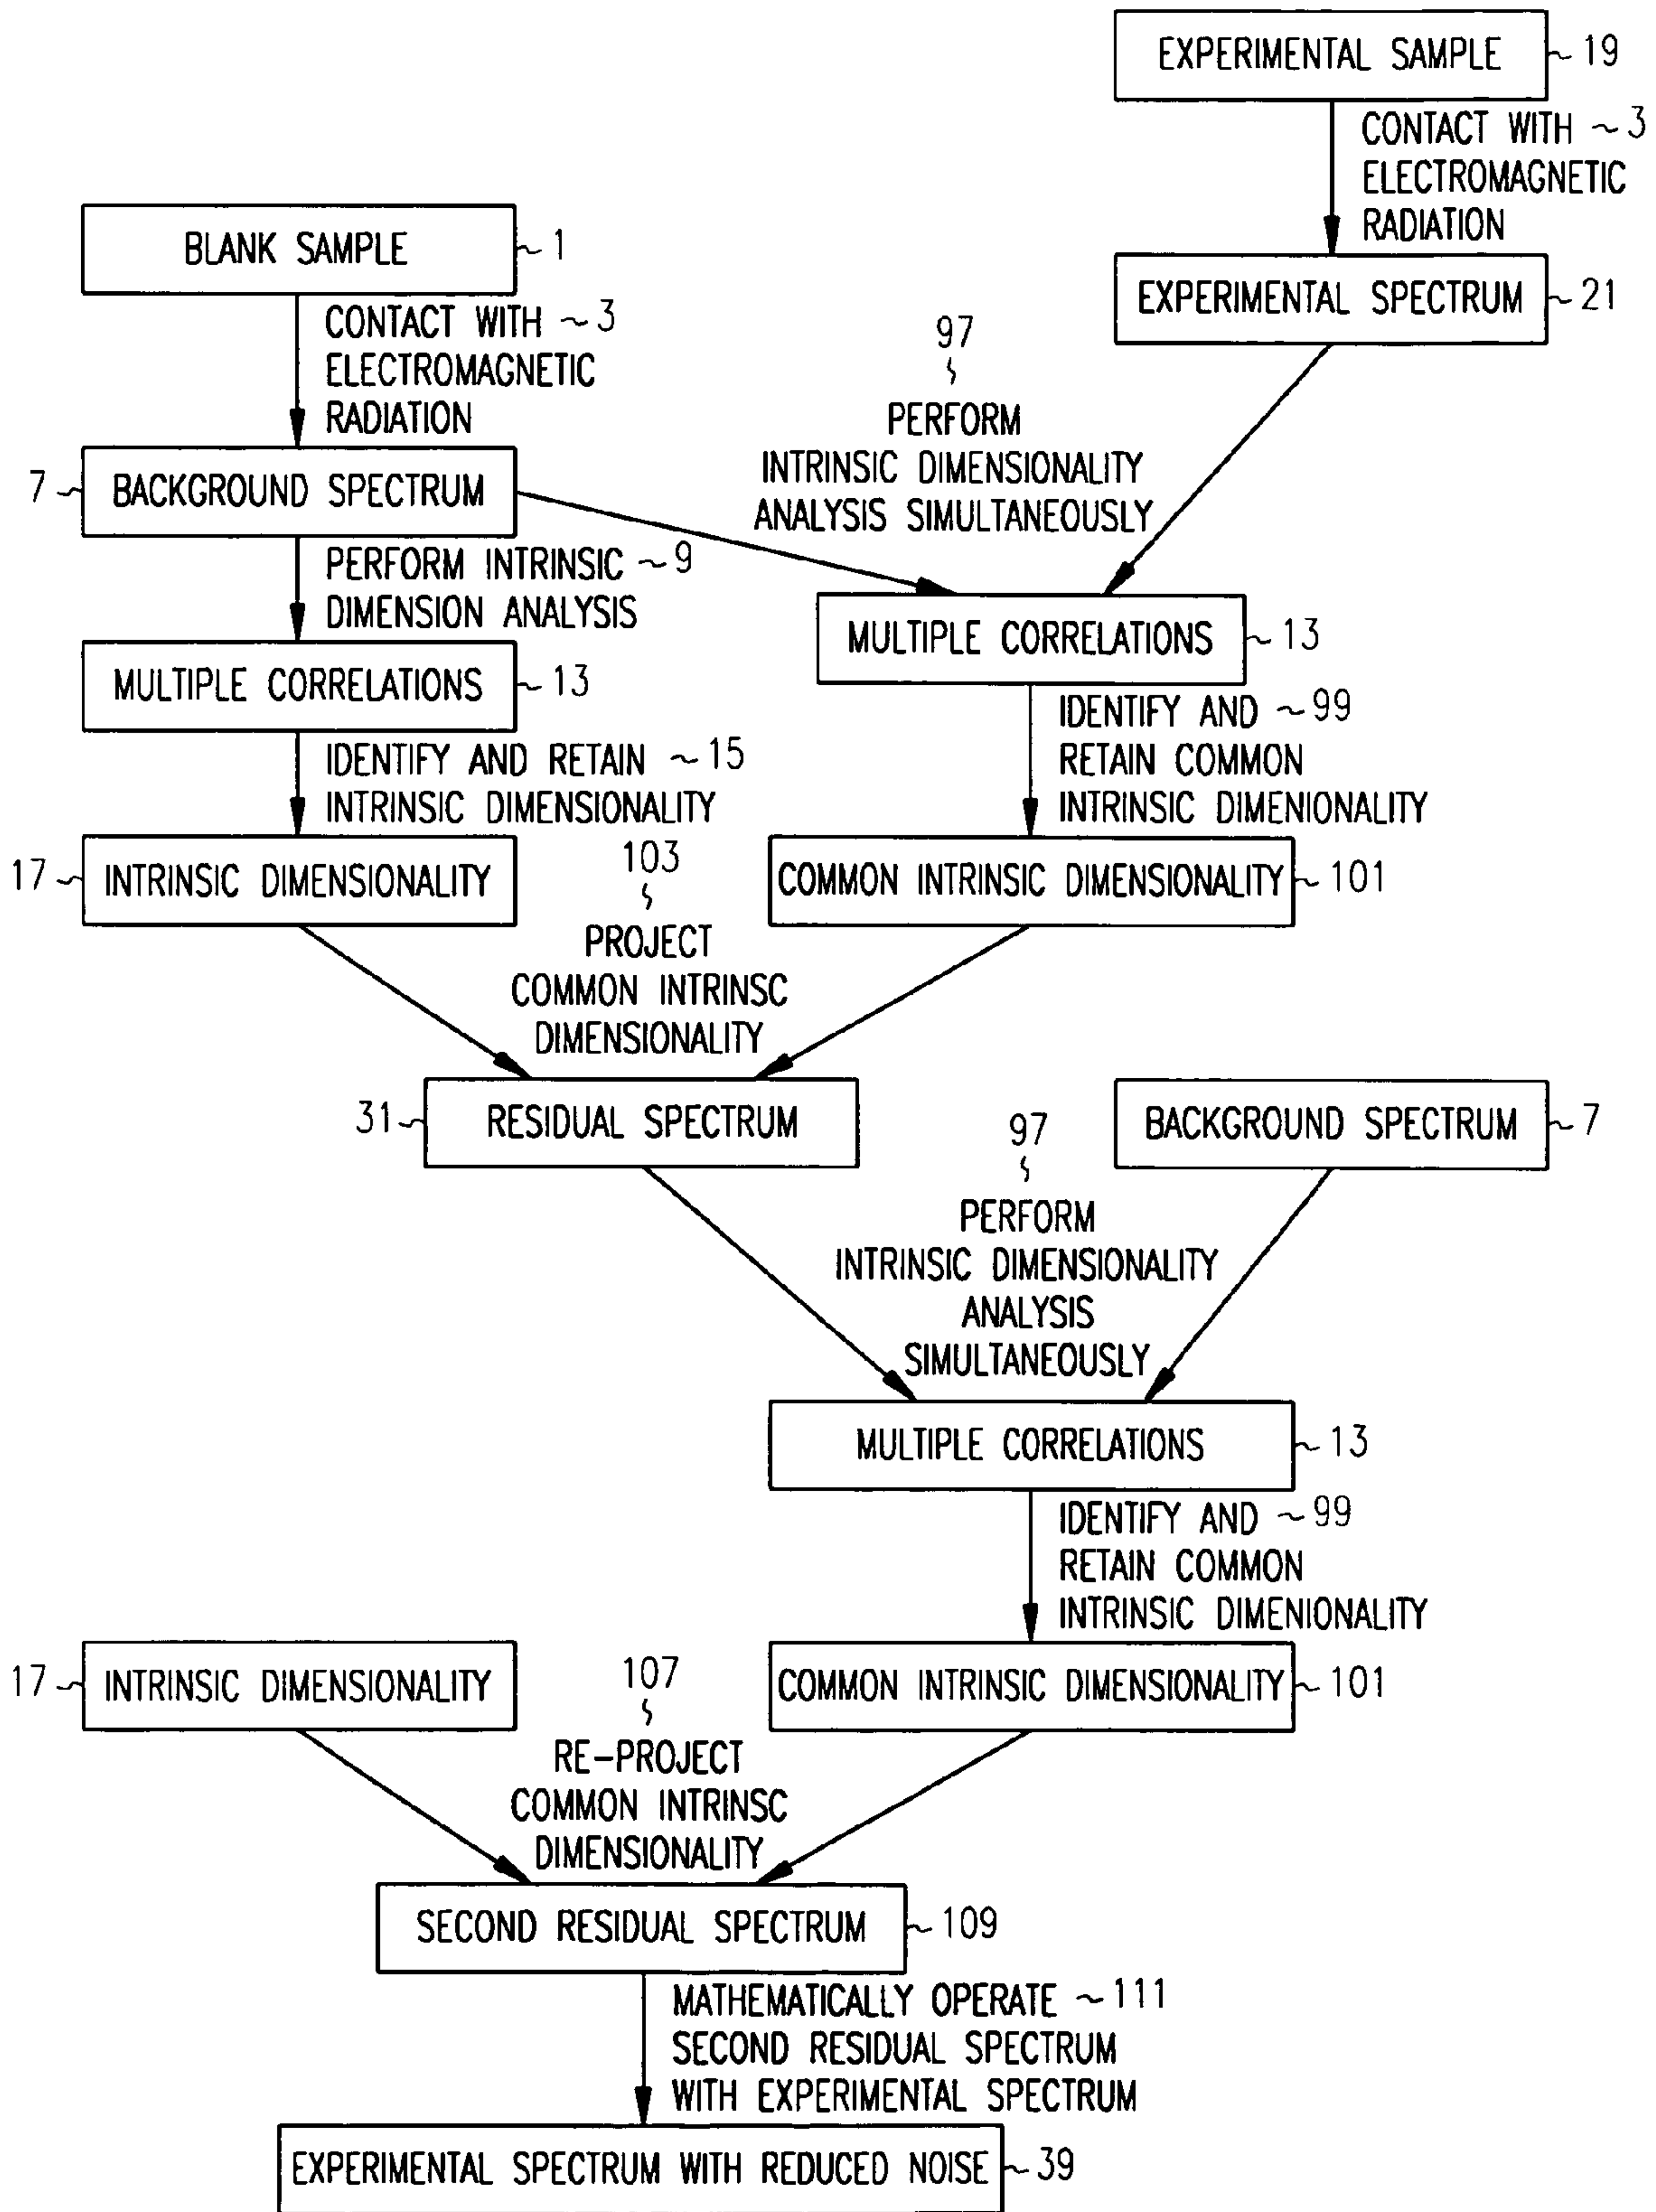 EXPERIMENTAL SAMPLE ~ 19
CONTACT WITH ~3
ELECTROMAGNETIC
RADIATION
BLANK SAMPLE ~ 1
EXPERIMENTAL SPECTRUM ~ 21
CONTACT WITH ~3
ELECTROMAGNETIC
RADIATION
97
PERFORM
INTRINSIC DIMENSIONALITY
ANALYSIS SIMULTANEOUSLY
7 ~ BACKGROUND SPECTRUM
PERFORM INTRINSIC ~9
DIMENSION ANALYSIS
MULTIPLE CORRELATIONS ~ 13
MULTIPLE CORRELATIONS ~ 13
IDENTIFY AND ~99
RETAIN COMMON
INTRINSIC DIMENIONALITY
IDENTIFY AND RETAIN ~15
INTRINSIC DIMENSIONALITY
17 ~ INTRINSIC DIMENSIONALITY
103
PROJECT
COMMON INTRINSC
DIMENSIONALITY
COMMON INTRINSIC DIMENSIONALITY ~ 101
31 ~ RESIDUAL SPECTRUM
BACKGROUND SPECTRUM ~ 7
97
PERFORM
INTRINSIC DIMENSIONALITY
ANALYSIS
SIMULTANEOUSLY
MULTIPLE CORRELATIONS ~ 13
IDENTIFY AND ~99
RETAIN COMMON
INTRINSIC DIMENIONALITY
17 ~ INTRINSIC DIMENSIONALITY
107
RE-PROJECT
COMMON INTRINSC
DIMENSIONALITY
COMMON INTRINSIC DIMENSIONALITY ~ 101
SECOND RESIDUAL SPECTRUM ~ 109
MATHEMATICALLY OPERATE ~111
SECOND RESIDUAL SPECTRUM
WITH EXPERIMENTAL SPECTRUM
EXPERIMENTAL SPECTRUM WITH REDUCED NOISE ~ 39